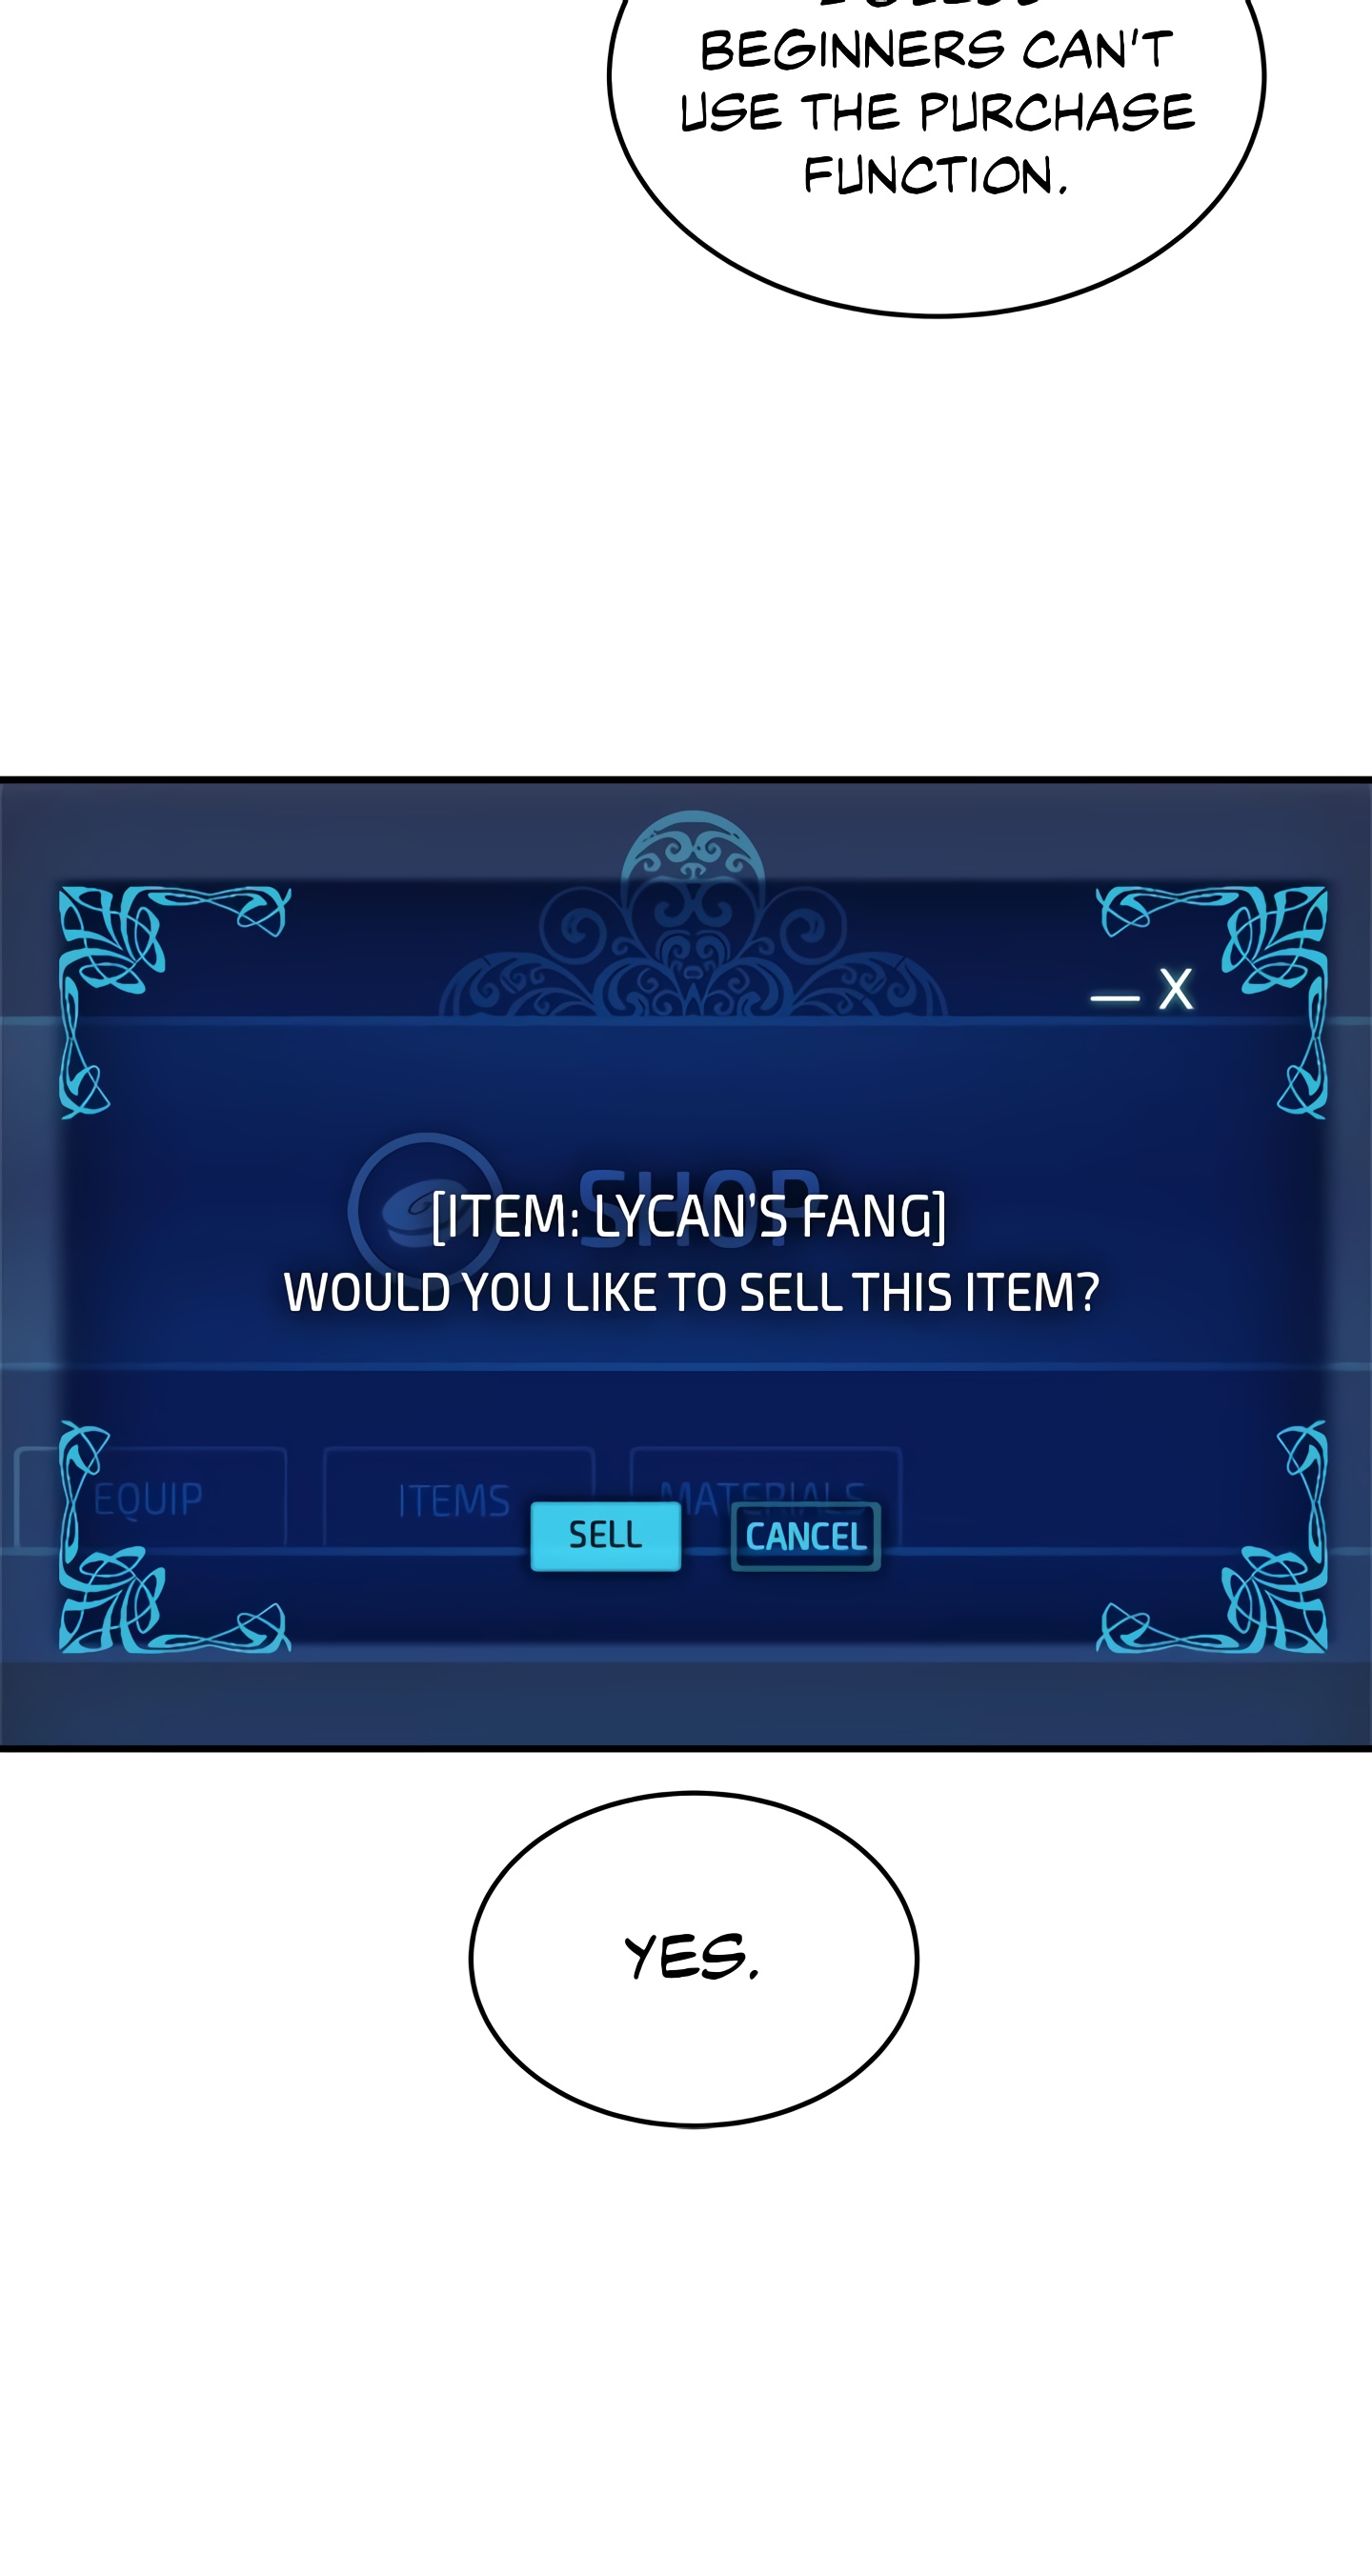 BEGINNERS CAN'T
USE THE PURCHASE
FUNCTION.
— X
SHOP
[ITEM: LYCAN'S FANG]
WOULD YOU LIKE TO SELL THIS ITEM?
EQUIP
ITEMS
MATERIALS
SELL
CANCEL
YES.